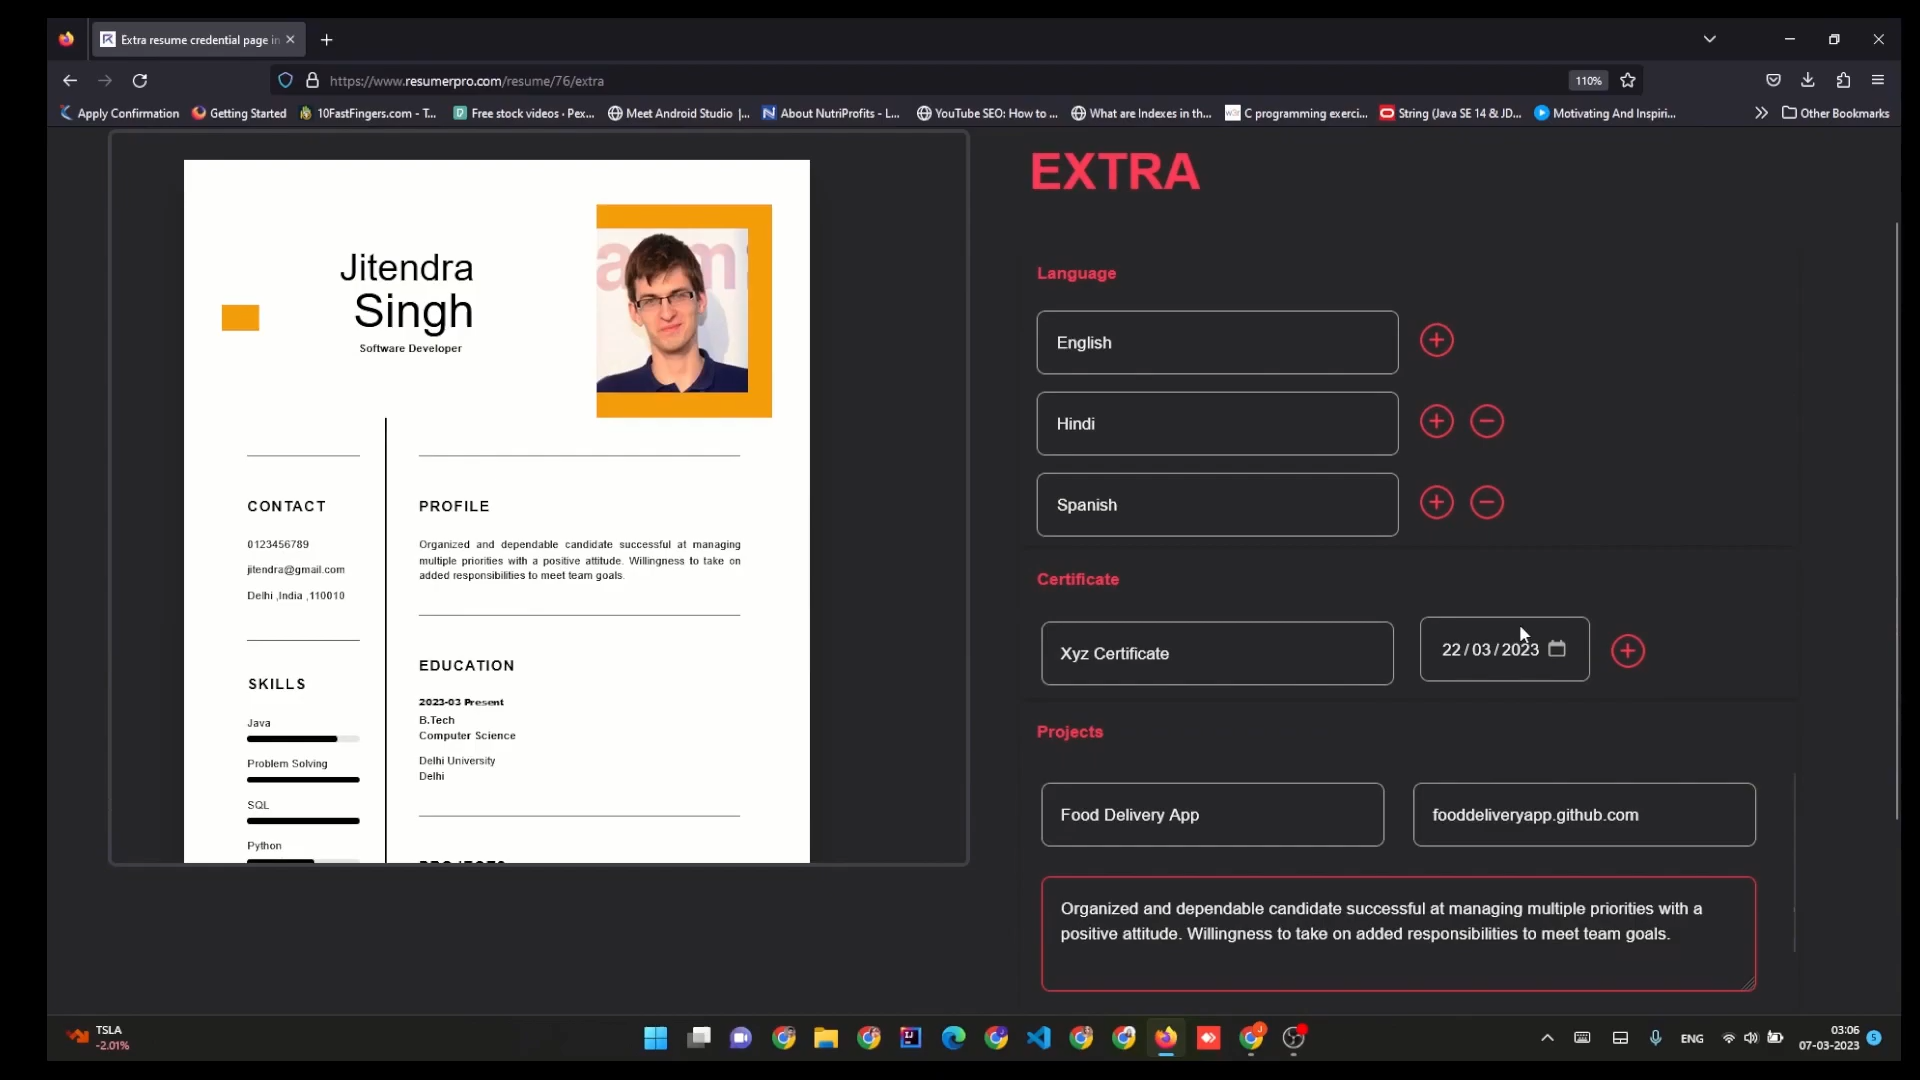 Extra resume credential page in
https://www.resumerpro.com/resume/76/extra
110%
Apply Confirmation
Getting Started
10FastFingers.com - T...
Free stock videos · Pex...
Meet Android Studio |...
About NutriProfits - L...
YouTube SEO: How to ...
What are Indexes in th...
C programming exerci...
String (Java SE 14 & JD...
Motivating And Inspiri...
Other Bookmarks
Jitendra
Singh
Software Developer
CONTACT
0123456789
jitendra@gmail.com
Delhi ,India ,110010
SKILLS
Java
Problem Solving
SQL
Python
PROFILE
Organized and dependable candidate successful at managing
multiple priorities with a positive attitude. Willingness to take on
added responsibilities to meet team goals.
EDUCATION
2023-03 Present
B.Tech
Computer Science
Delhi University
Delhi
EXTRA
Language
English
Hindi
Spanish
Certificate
Xyz Certificate
22/03/2023
Projects
Food Delivery App
fooddeliveryapp.github.com
Organized and dependable candidate successful at managing multiple priorities with a
positive attitude. Willingness to take on added responsibilities to meet team goals.
TSLA
-2.01%
ENG
03:06
07-03-2023
5